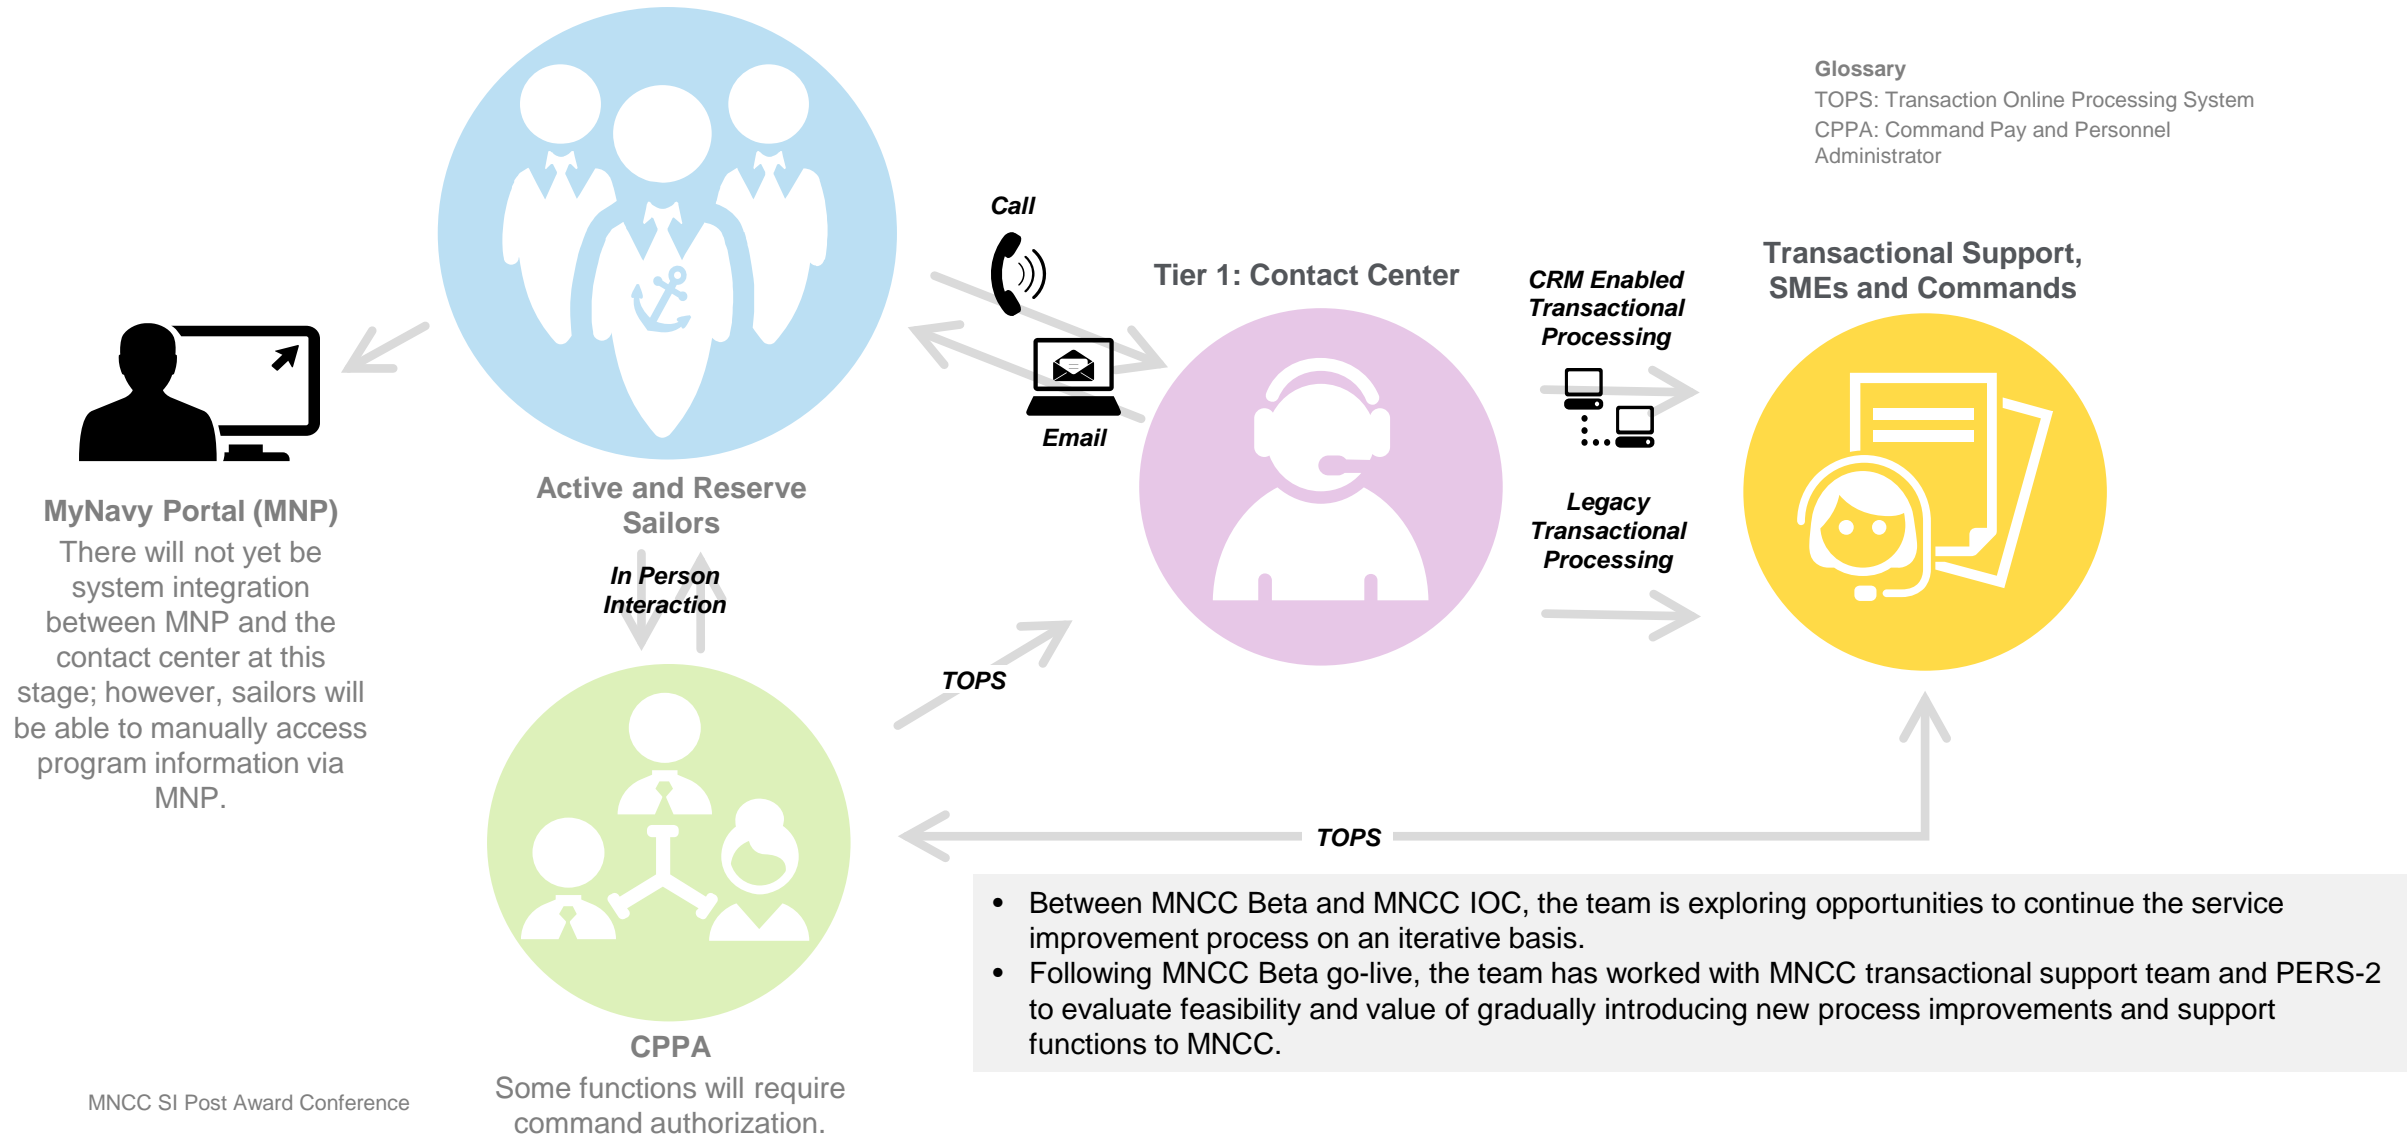 Glossary
TOPS: Transaction Online Processing System
CPPA: Command Pay and Personnel
Administrator
Call
Email
Tier 1: Contact Center
CRM Enabled
Transactional
Processing
Legacy
Transactional
Processing
Transactional Support,
SMEs and Commands
MyNavy Portal (MNP)
There will not yet be
system integration
between MNP and the
contact center at this
stage; however, sailors will
be able to manually access
program information via
MNP.
Active and Reserve
Sailors
In Person
Interaction
TOPS
TOPS
CPPA
Some functions will require
command authorization.
• Between MNCC Beta and MNCC IOC, the team is exploring opportunities to continue the service
improvement process on an iterative basis.
• Following MNCC Beta go-live, the team has worked with MNCC transactional support team and PERS-2
to evaluate feasibility and value of gradually introducing new process improvements and support
functions to MNCC.
MNCC SI Post Award Conference